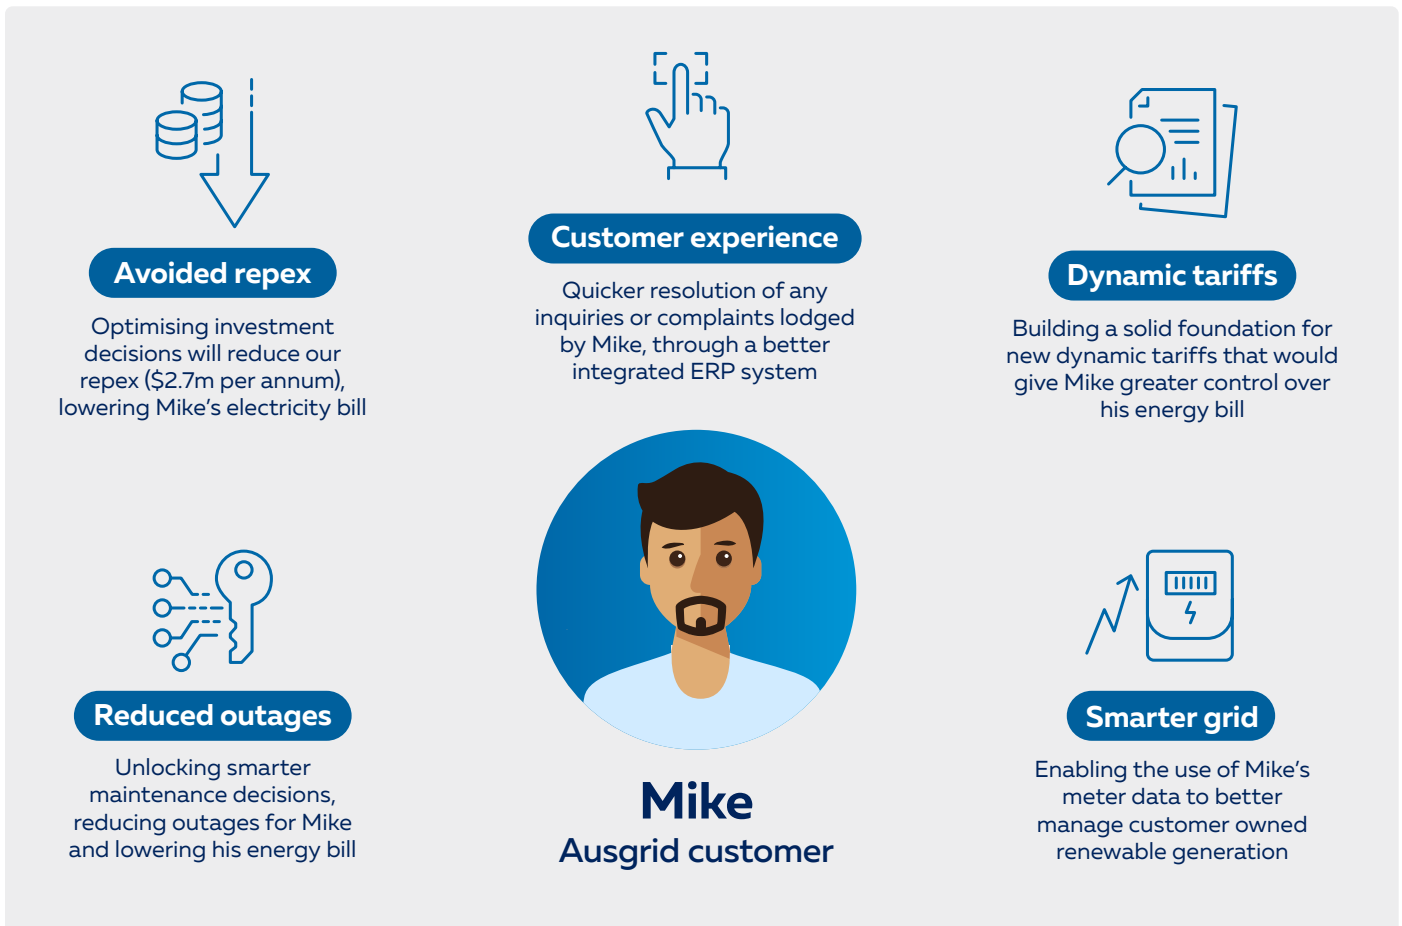 Avoided repex
Optimising investment
decisions will reduce our
repex ($2.7m per annum),
lowering Mike's electricity bill
Customer experience
Quicker resolution of any
inquiries or complaints lodged
by Mike, through a better
integrated ERP system
Dynamic tariffs
Building a solid foundation for
new dynamic tariffs that would
give Mike greater control over
his energy bill
Reduced outages
Unlocking smarter
maintenance decisions,
reducing outages for Mike
and lowering his energy bill
Mike
Ausgrid customer
Smarter grid
Enabling the use of Mike's
meter data to better
manage customer owned
renewable generation